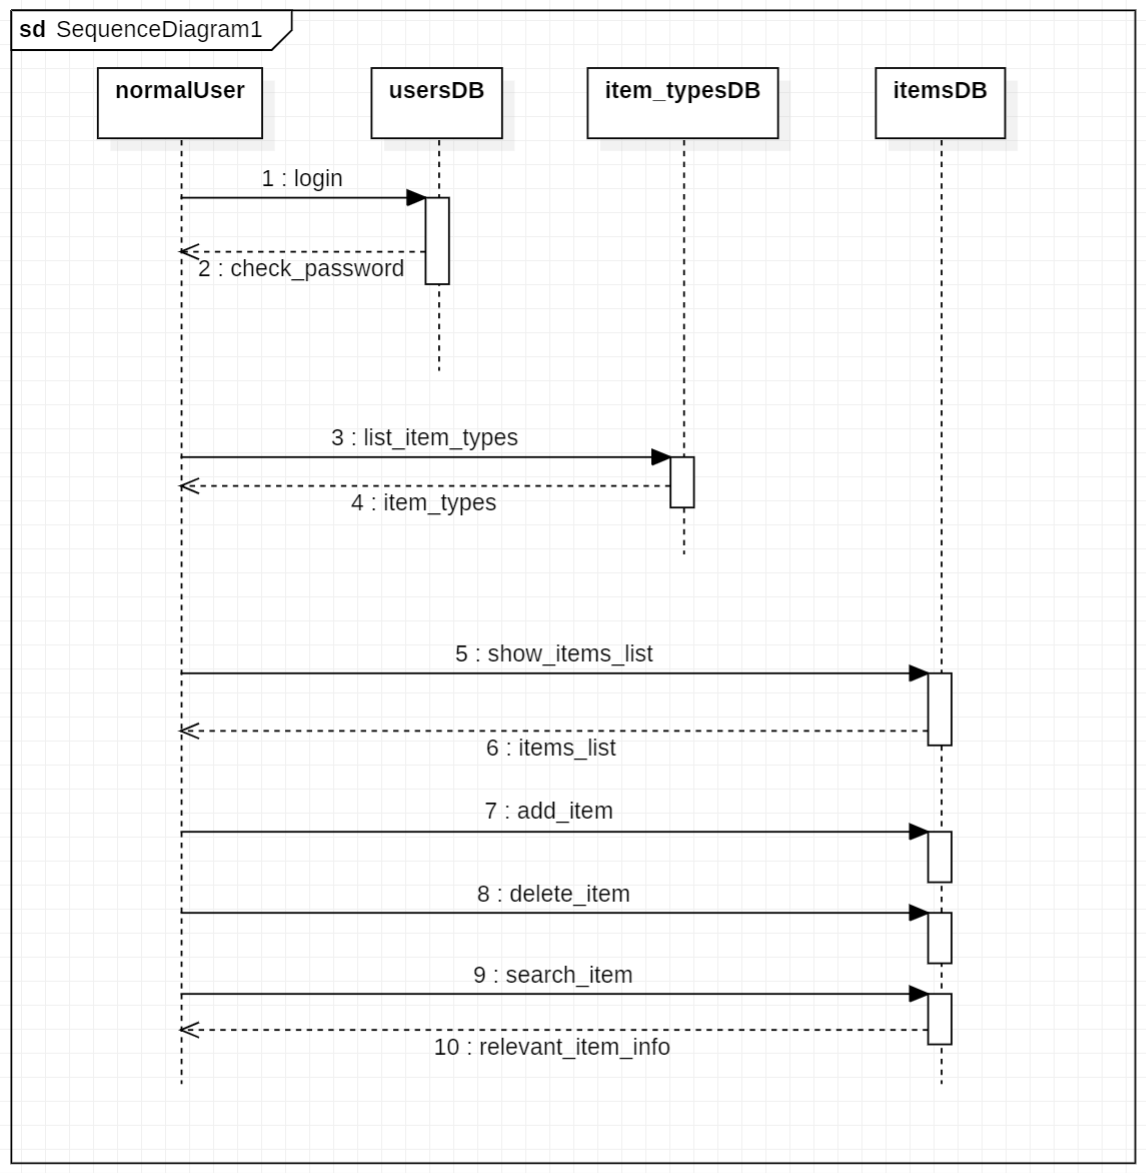 sd SequenceDiagram1
normalUser
usersDB
item_typesDB
itemsDB
1 : login
2 : check_password
3 : list_item_types
4 : item_types
5 : show_items_list
6 : items_list
7 : add_item
8 : delete_item
9 : search_item
10 : relevant_item_info